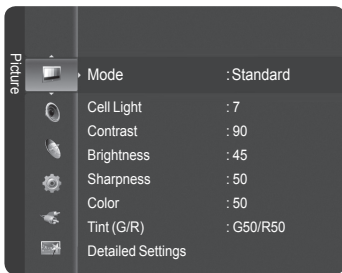 Picture
Mode : Standard
Cell Light : 7
Contrast : 90
Brightness : 45
Sharpness : 50
Color : 50
Tint (G/R) : G50/R50
Detailed Settings